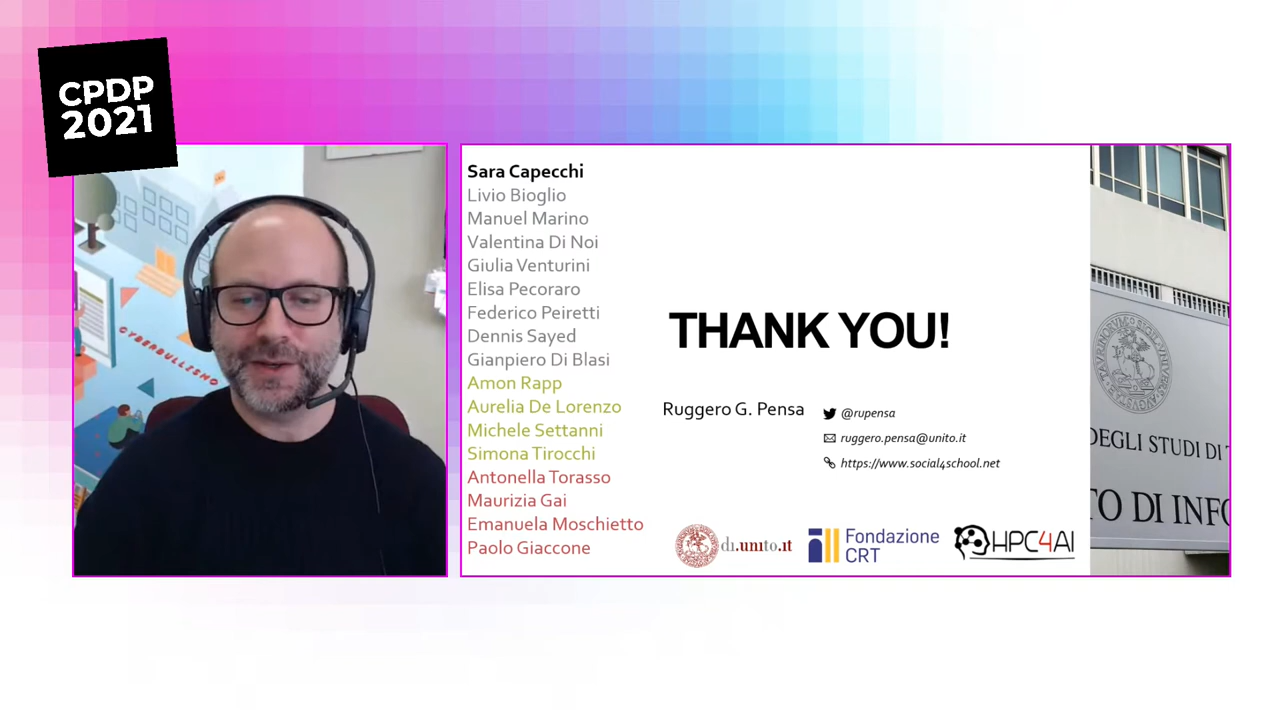 CPDP
2021
CYBERBULLISMO
Sara Capecchi
Livio Bioglio
Manuel Marino
Valentina Di Noi
Giulia Venturini
Elisa Pecoraro
Federico Peiretti
Dennis Sayed
Gianpiero Di Blasi
Amon Rapp
Aurelia De Lorenzo
Michele Settanni
Simona Tirocchi
Antonella Torasso
Maurizia Gai
Emanuela Moschietto
Paolo Giaccone
THANK YOU!
Ruggero G. Pensa
@rupensa
ruggero.pensa@unito.it
https://www.social4school.net
di.unito.it
Fondazione
CRT
HPC4AI
DEGLI STUDI DI
TO DI INFO